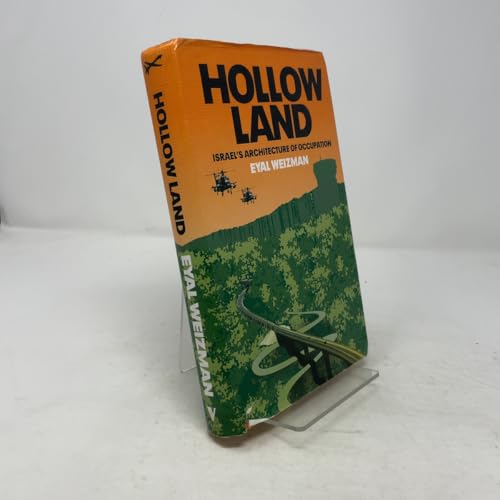 HOLLOW
LAND
ISRAEL'S ARCHITECTURE OF OCCUPATION
EYAL WEIZMAN
HOLLOW LAND
EYAL WEIZMAN